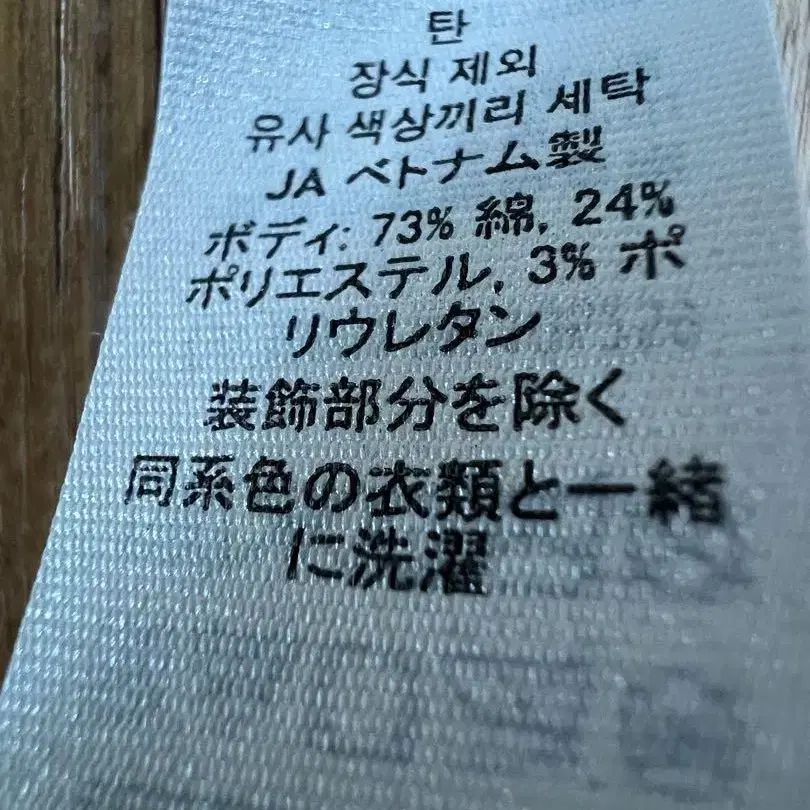 탄
장식 제외
유사 색상끼리 세탁
JA ベトナム製
ボディ: 73% 綿, 24%
ポリエステル, 3% ポ
リウレタン
装飾部分を除く
同系色の衣類と一緒
に洗濯